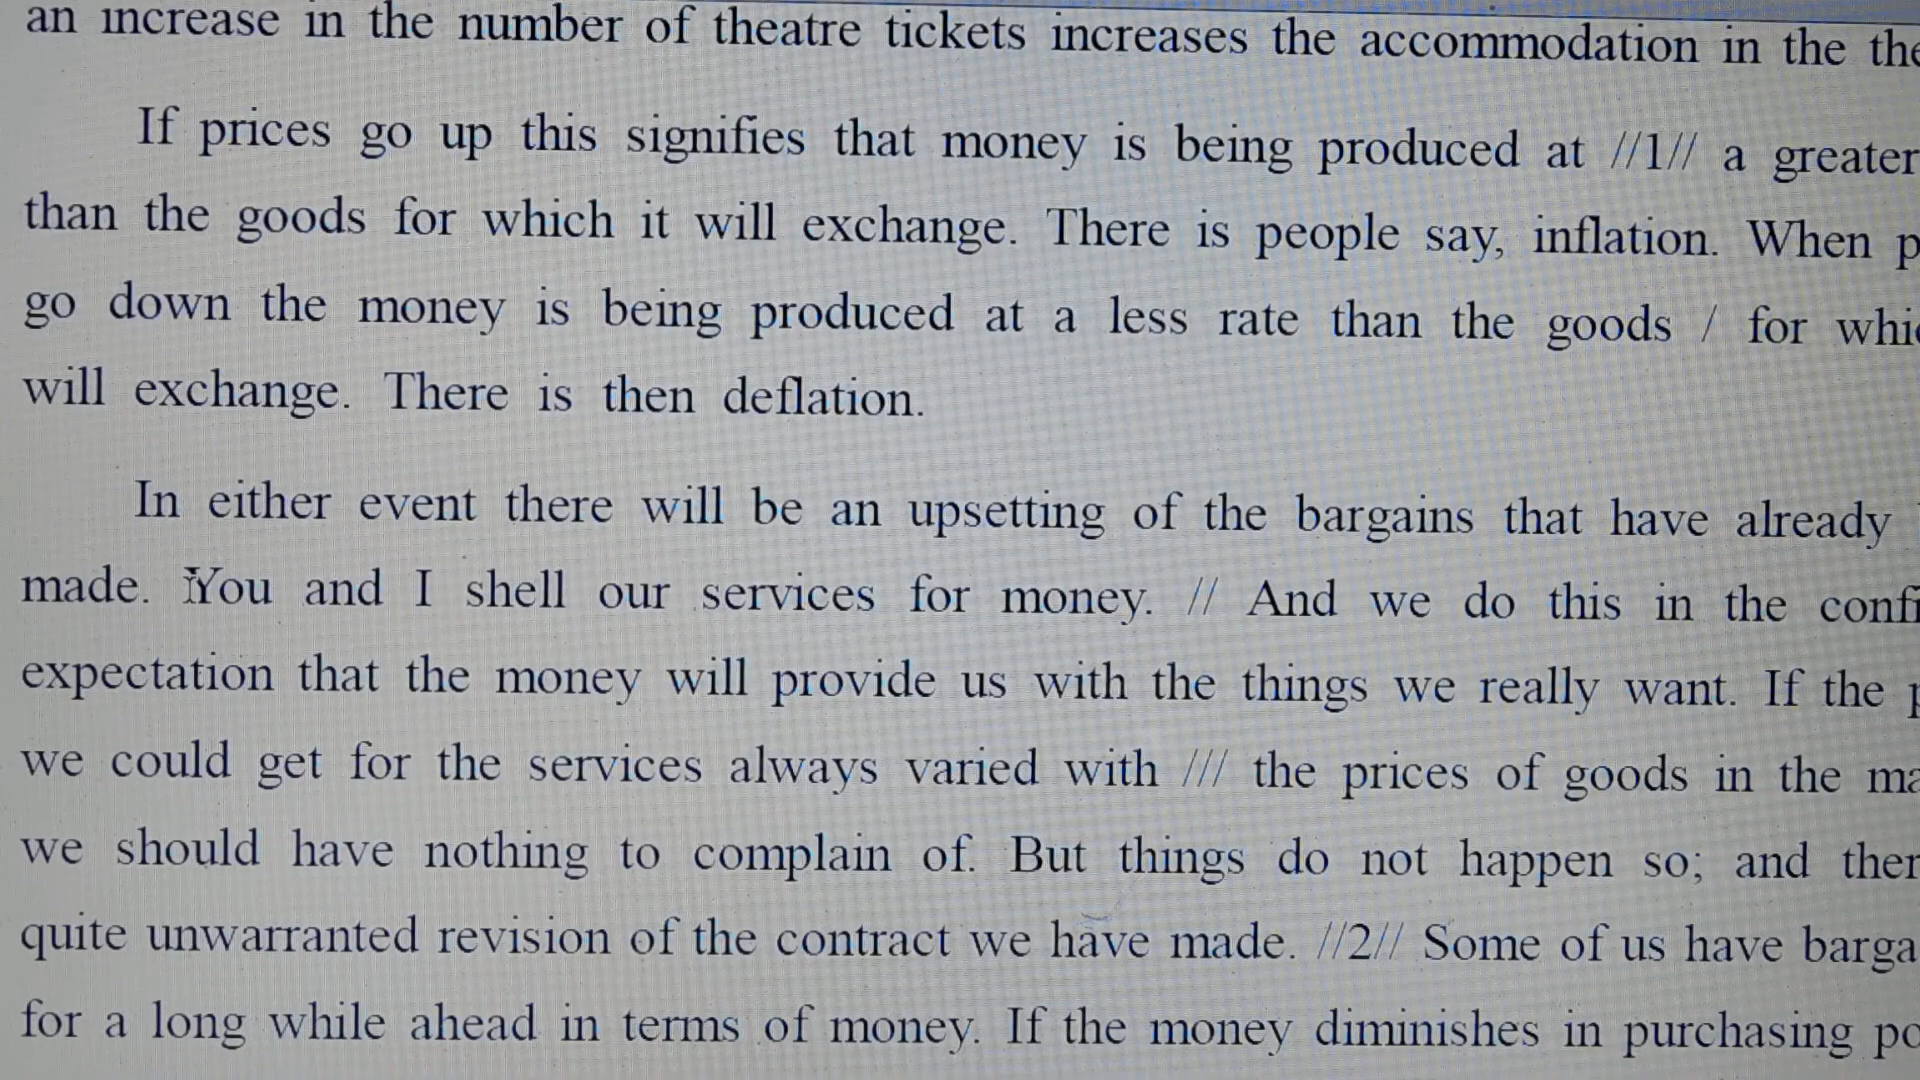 an increase in the number of theatre tickets increases the accommodation in the
If prices go up this signifies that money is being produced at //1// a greater
than the goods for which it will exchange. There is people say, inflation. When
go down the money is being produced at a less rate than the goods / for
will exchange. There is then deflation.
In either event there will be an upsetting of the bargains that have already
made. You and I shell our services for money. // And we do this in the
expectation that the money will provide us with the things we really want. If the
we could get for the services always varied with /// the prices of goods in the
we should have nothing to complain of. But things do not happen so; and
quite unwarranted revision of the contract we have made. //2// Some of us have
for a long while ahead in terms of money. If the money diminishes in purchasing